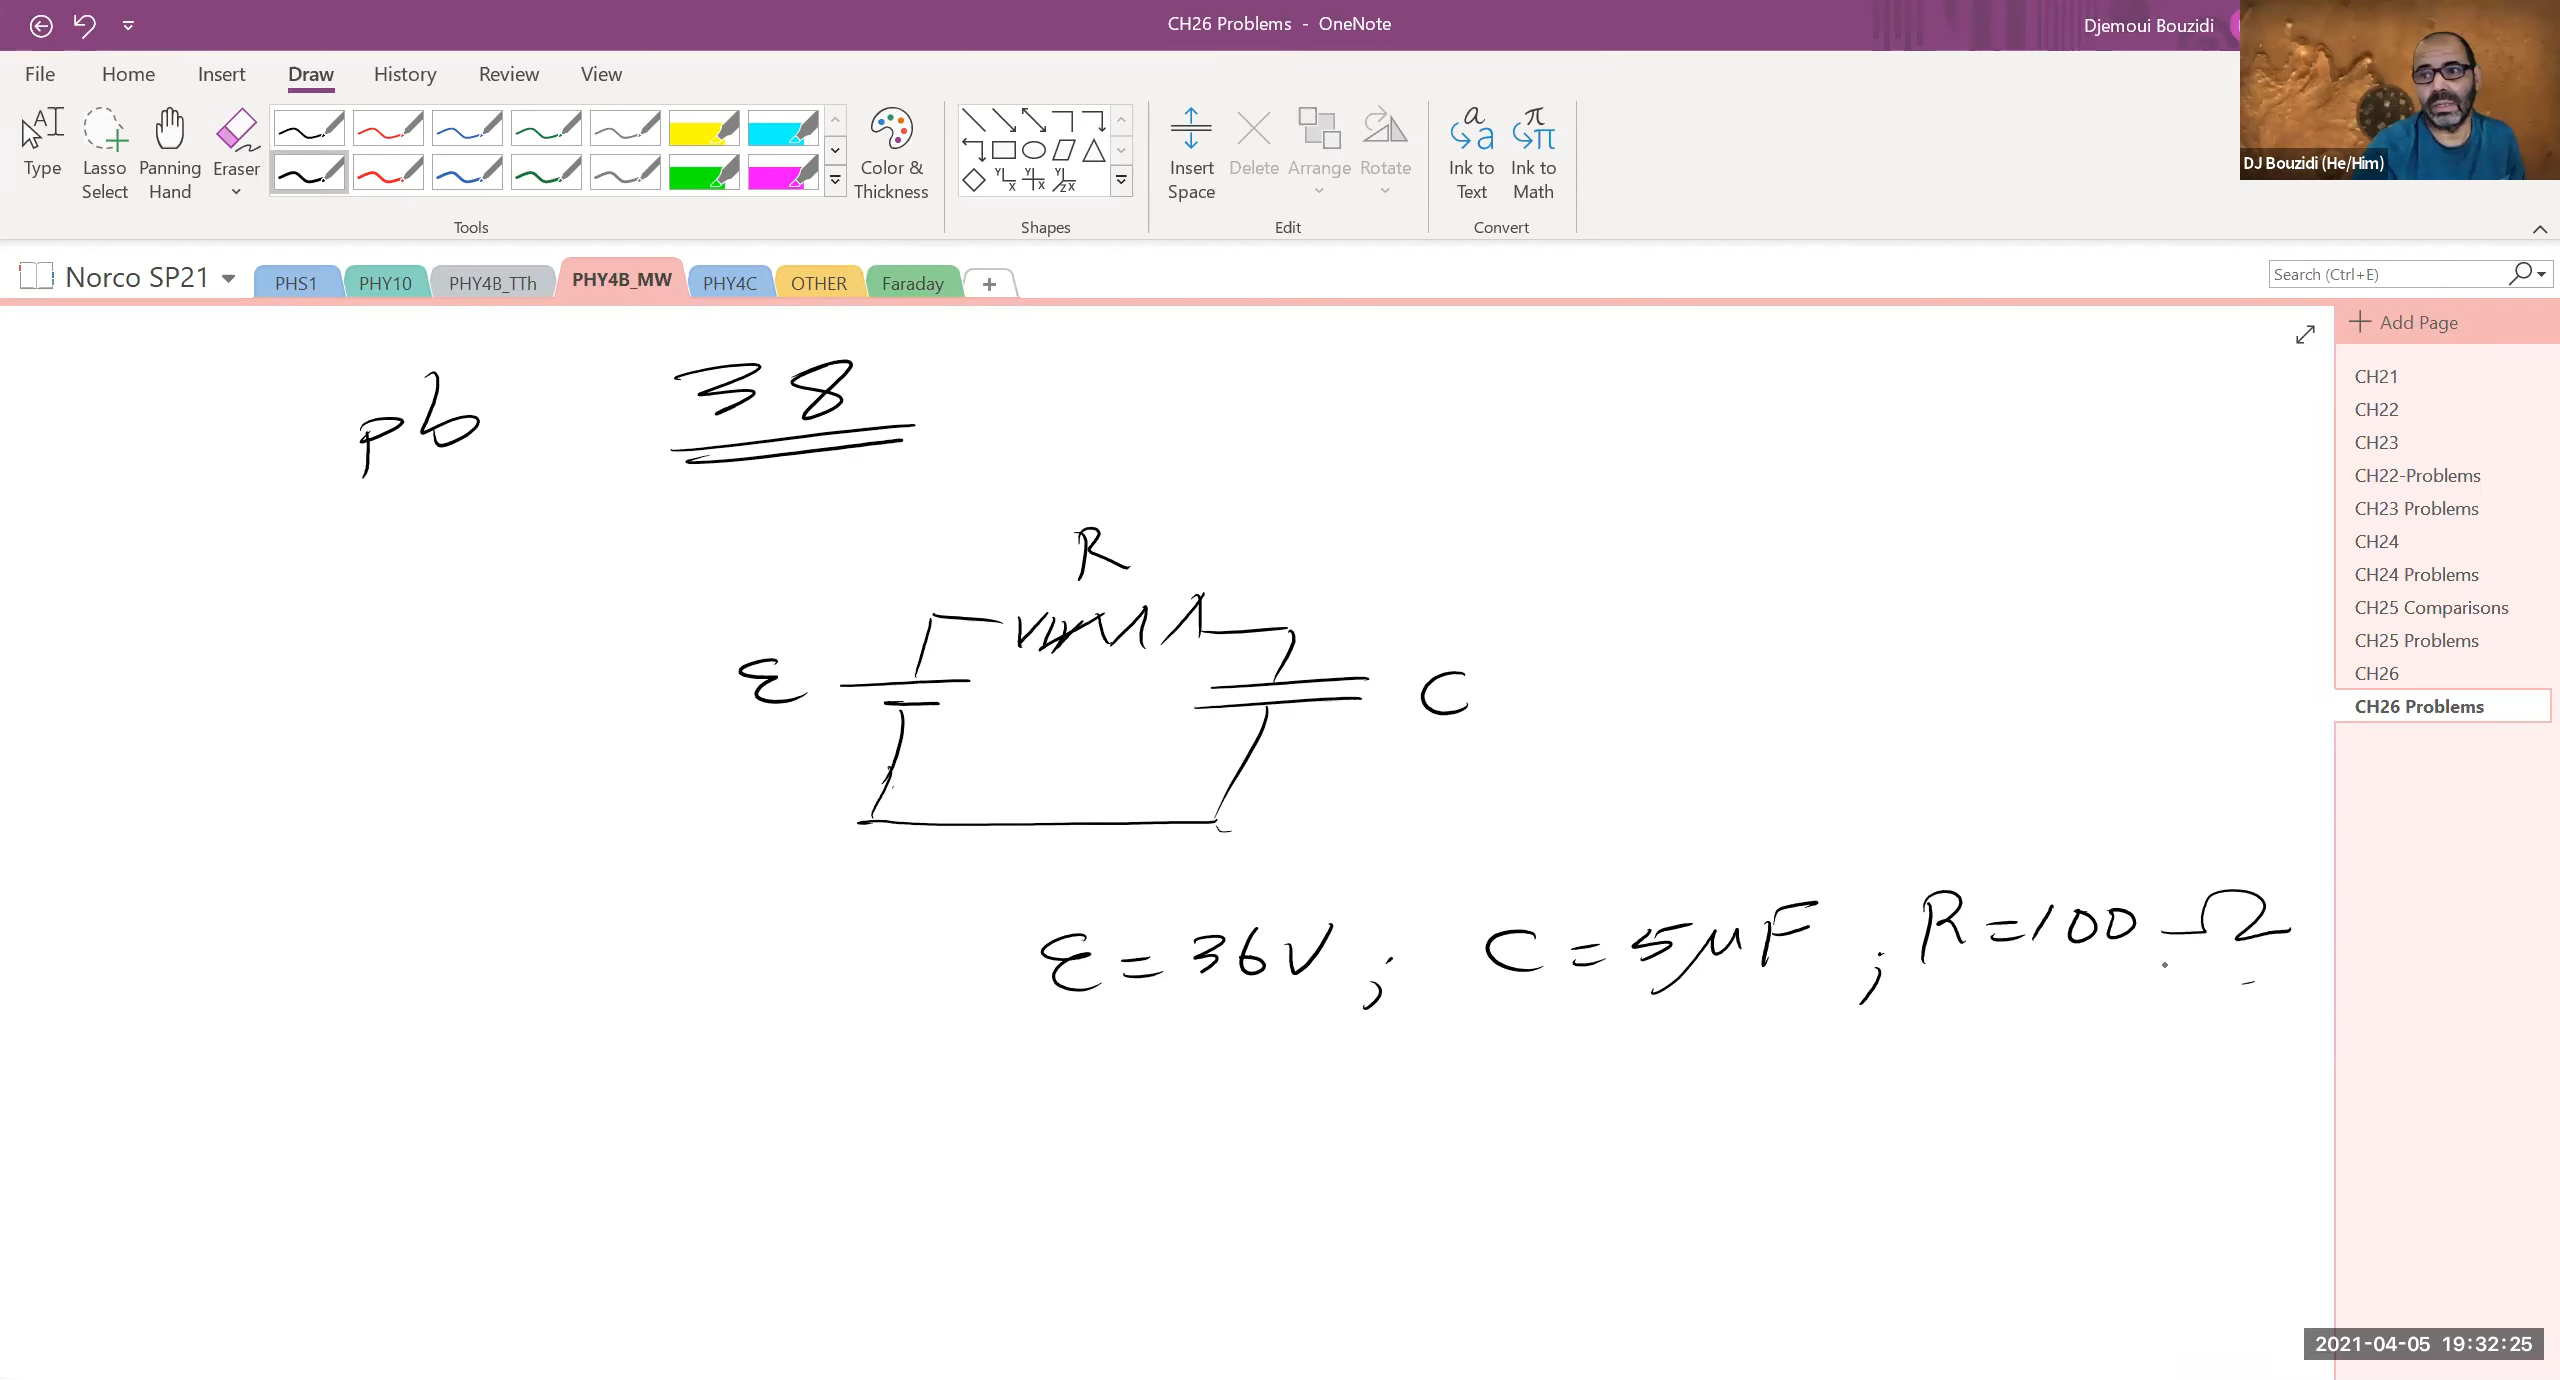 CH26 Problems - OneNote
Djemoui Bouzidi
File Home Insert Draw History Review View
DJ Bouzidi (He/Him)
Type
Lasso Select
Panning Hand
Eraser
Color & Thickness
Insert Space
Delete
Arrange
Rotate
a
a
Ink to Text
π
π
Ink to Math
Tools
Shapes
Edit
Convert
Norco SP21
PHS1
PHY10
PHY4B_TTh
PHY4B_MW
PHY4C
OTHER
Faraday
+
Search (Ctrl+E)
Add Page
CH21
CH22
CH23
CH22-Problems
CH23 Problems
CH24
CH24 Problems
CH25 Comparisons
CH25 Problems
CH26
CH26 Problems
pb 38
R
ε
C
ε = 36V ; C = 5μF ; R = 100 Ω
2021-04-05 19:32:25